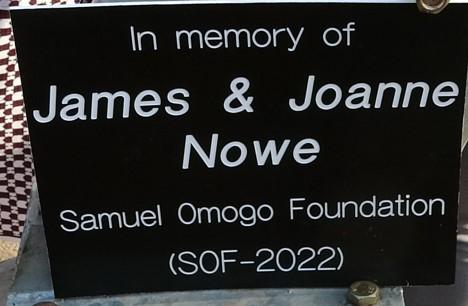 In memory of
James & Joanne
Nowe
Samuel Omogo Foundation
(SOF-2022)